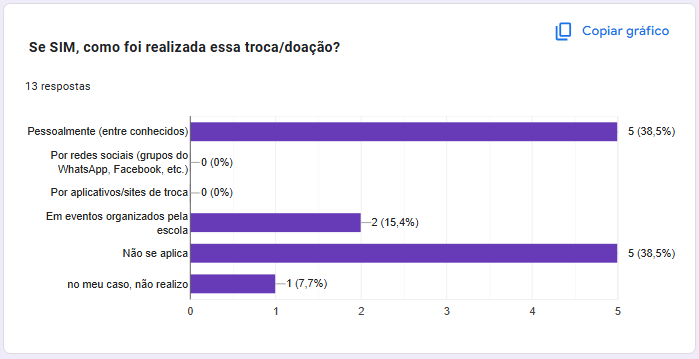 Copiar gráfico
Se SIM, como foi realizada essa troca/doação?
13 respostas
Pessoalmente (entre conhecidos)
5 (38,5%)
Por redes sociais (grupos do
WhatsApp, Facebook, etc.)
0 (0%)
Por aplicativos/sites de troca
0 (0%)
Em eventos organizados pela
escola
2 (15,4%)
Não se aplica
5 (38,5%)
no meu caso, não realizo
1 (7,7%)
0 1 2 3 4 5